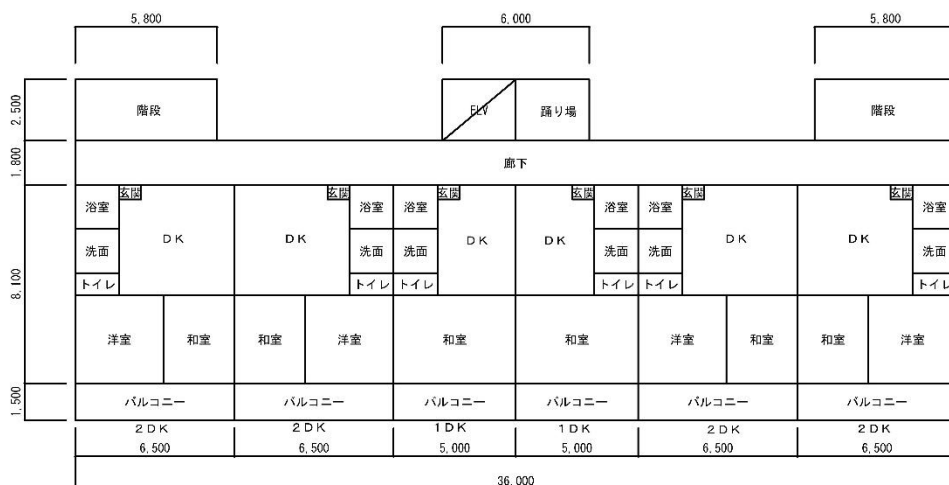 5,800 6,000 5,800
2,500
階段 ELV 踊り場 階段
1,800
廊下
玄関 玄関 玄関 玄関 玄関 玄関
浴室 浴室 浴室 浴室 浴室 浴室
DK DK DK DK DK DK
洗面 洗面 洗面 洗面 洗面 洗面
8,100
トイレ トイレ トイレ トイレ トイレ トイレ
洋室 和室 和室 洋室 和室 和室 洋室 和室 和室 洋室
1,500
バルコニー バルコニー バルコニー バルコニー バルコニー バルコニー
2DK 2DK 1DK 1DK 2DK 2DK
6,500 6,500 5,000 5,000 6,500 6,500
36,000